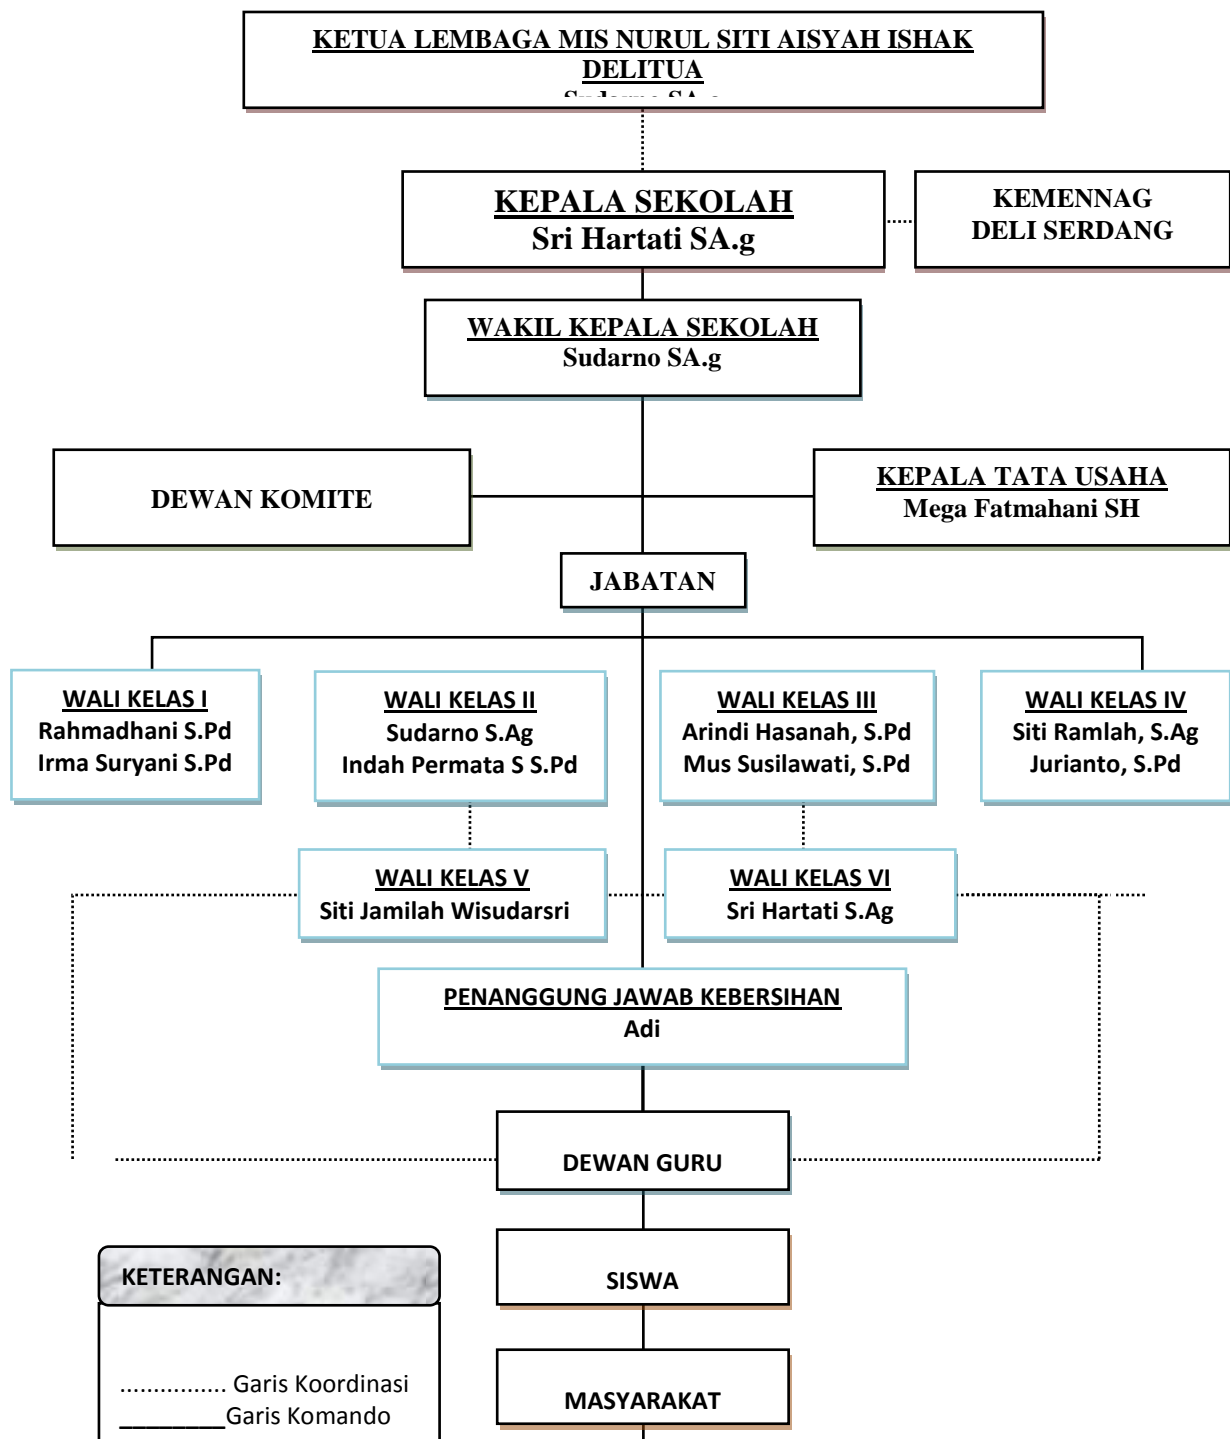 KETUA LEMBAGA MIS NURUL SITI AISYAH ISHAK
DELITUA
Sudarno SA.g
KEPALA SEKOLAH
Sri Hartati SA.g
KEMENNAG
DELI SERDANG
WAKIL KEPALA SEKOLAH
Sudarno SA.g
DEWAN KOMITE
KEPALA TATA USAHA
Mega Fatmahani SH
JABATAN
WALI KELAS I
Rahmadhani S.Pd
Irma Suryani S.Pd
WALI KELAS II
Sudarno S.Ag
Indah Permata S S.Pd
WALI KELAS III
Arindi Hasanah, S.Pd
Mus Susilawati, S.Pd
WALI KELAS IV
Siti Ramlah, S.Ag
Jurianto, S.Pd
WALI KELAS V
Siti Jamilah Wisudarsri
WALI KELAS VI
Sri Hartati S.Ag
PENANGGUNG JAWAB KEBERSIHAN
Adi
DEWAN GURU
SISWA
MASYARAKAT
KETERANGAN:
............... Garis Koordinasi
________Garis Komando